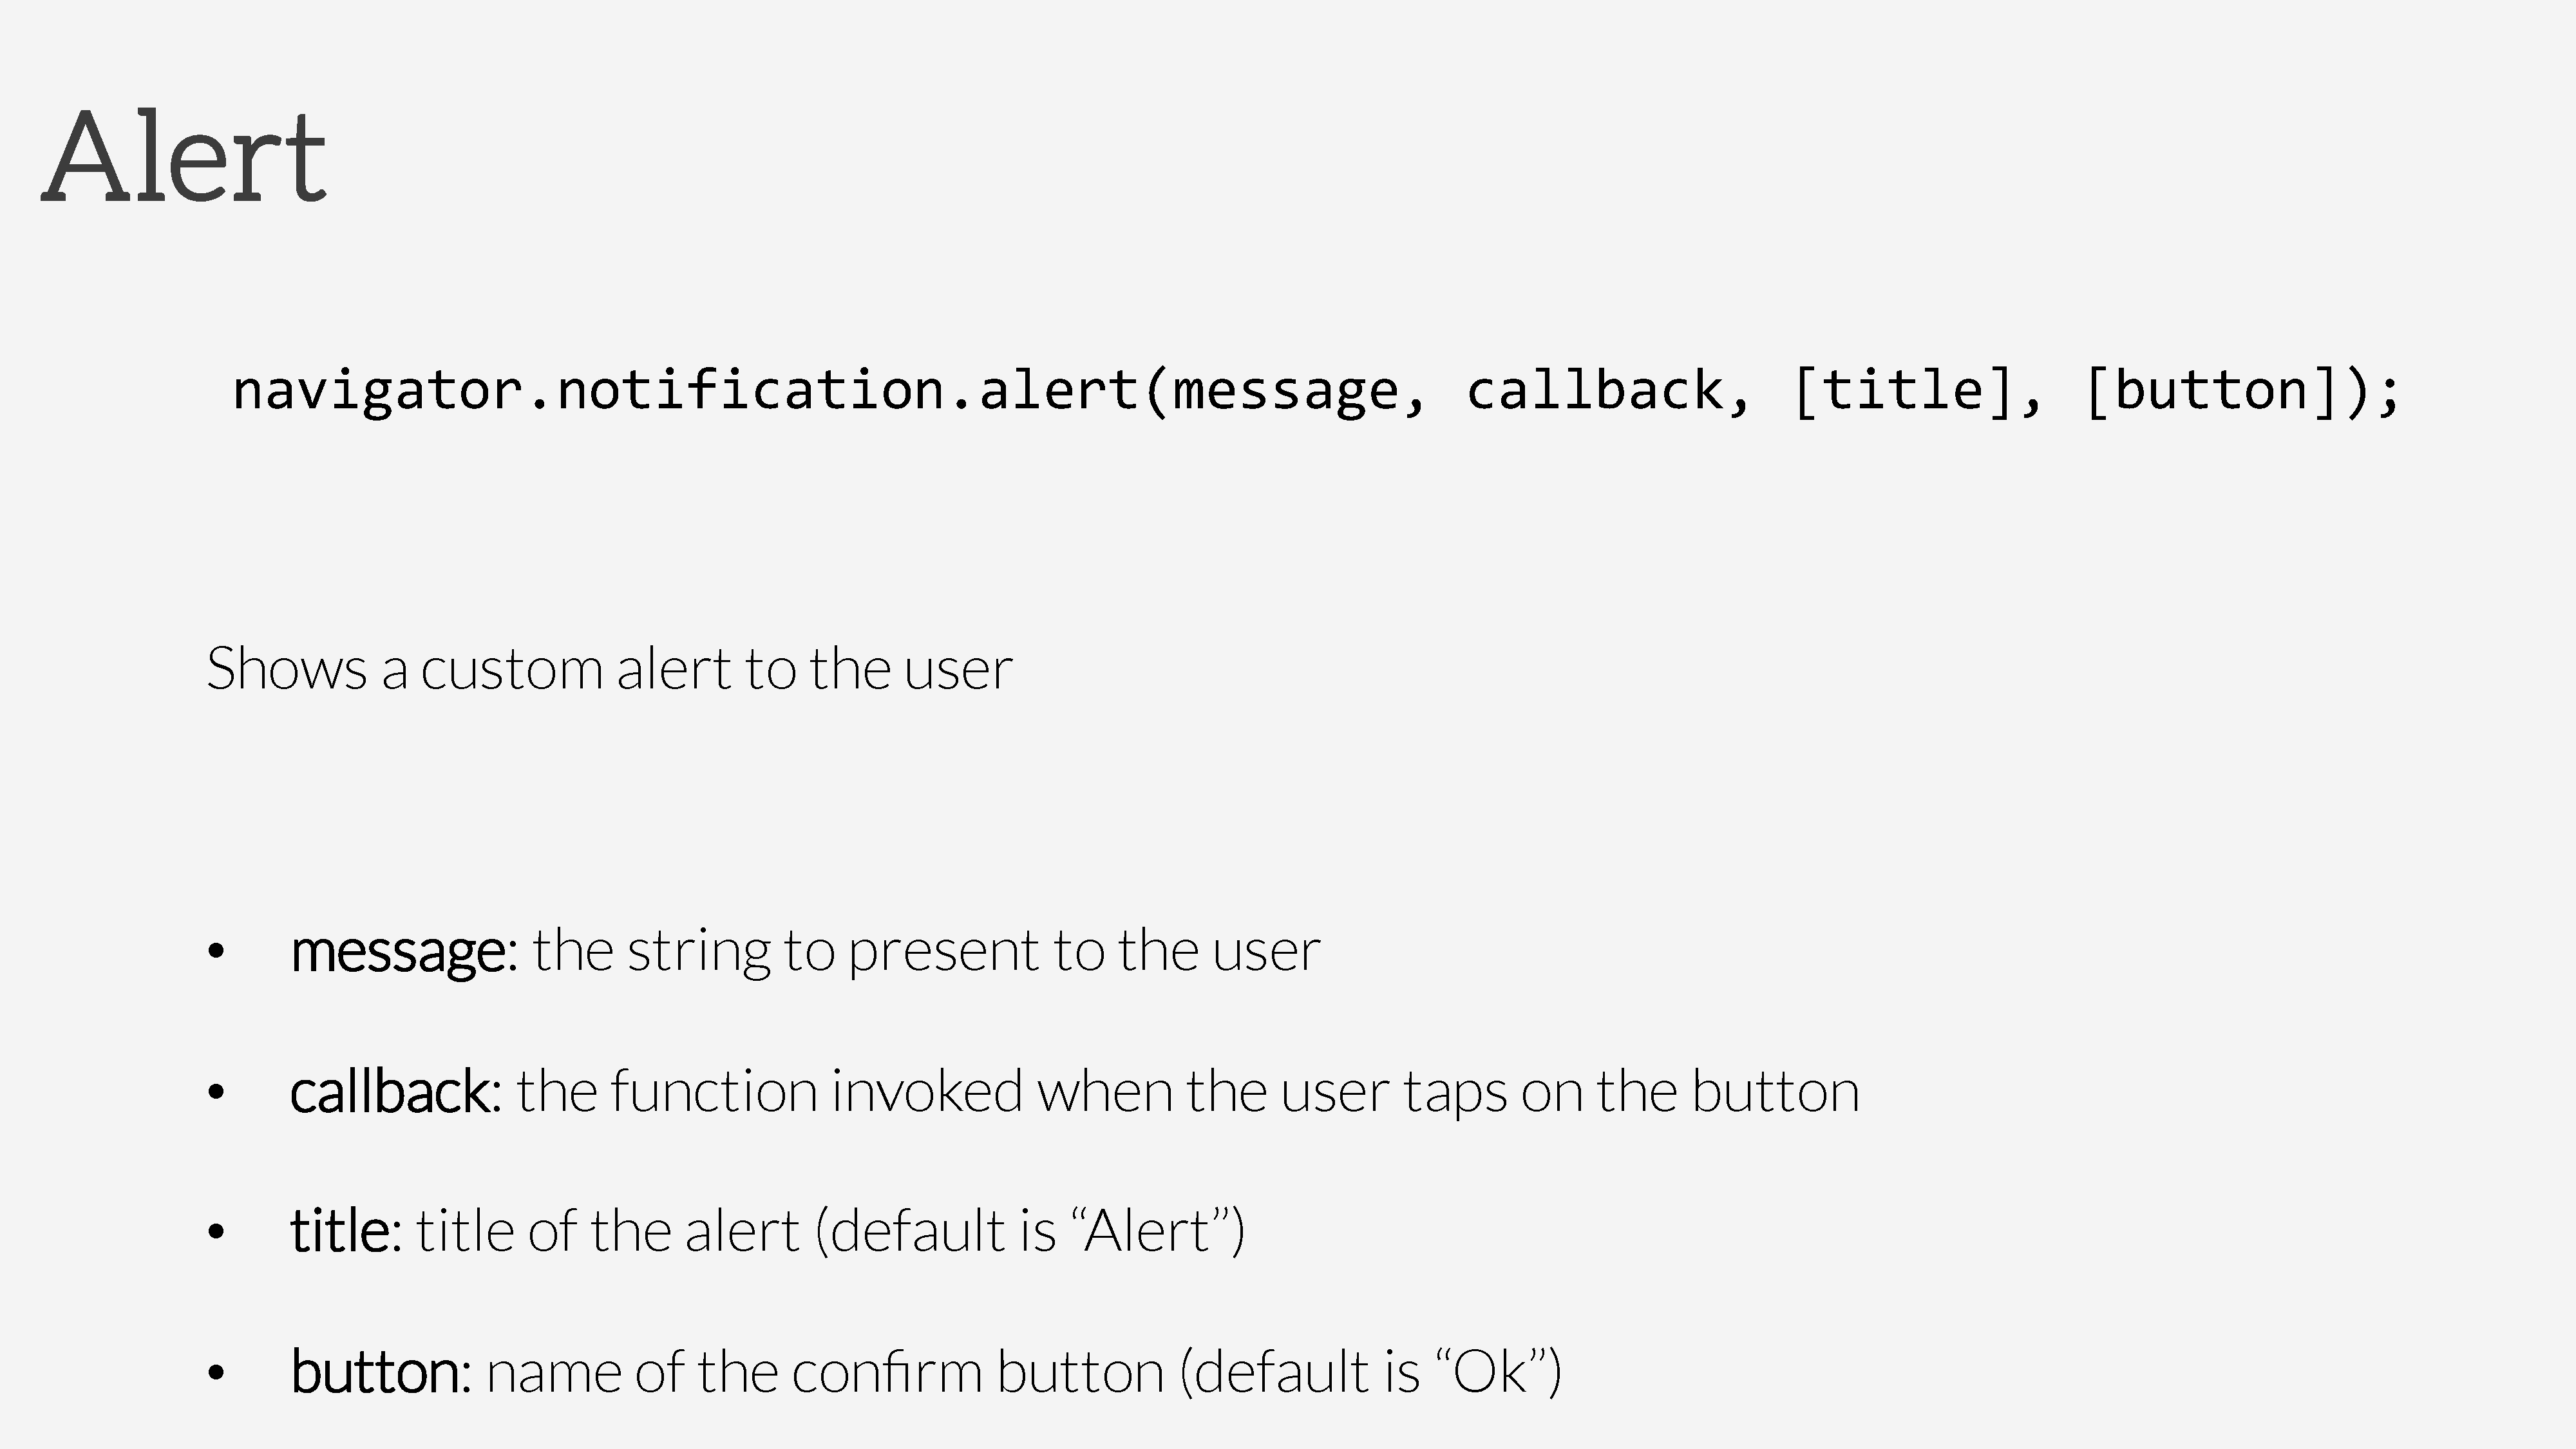 Alert
navigator.notification.alert(message, callback, [title], [button]);
Shows a custom alert to the user
• message: the string to present to the user
• callback: the function invoked when the user taps on the button
• title: title of the alert (default is “Alert”)
• button: name of the confirm button (default is “Ok”)